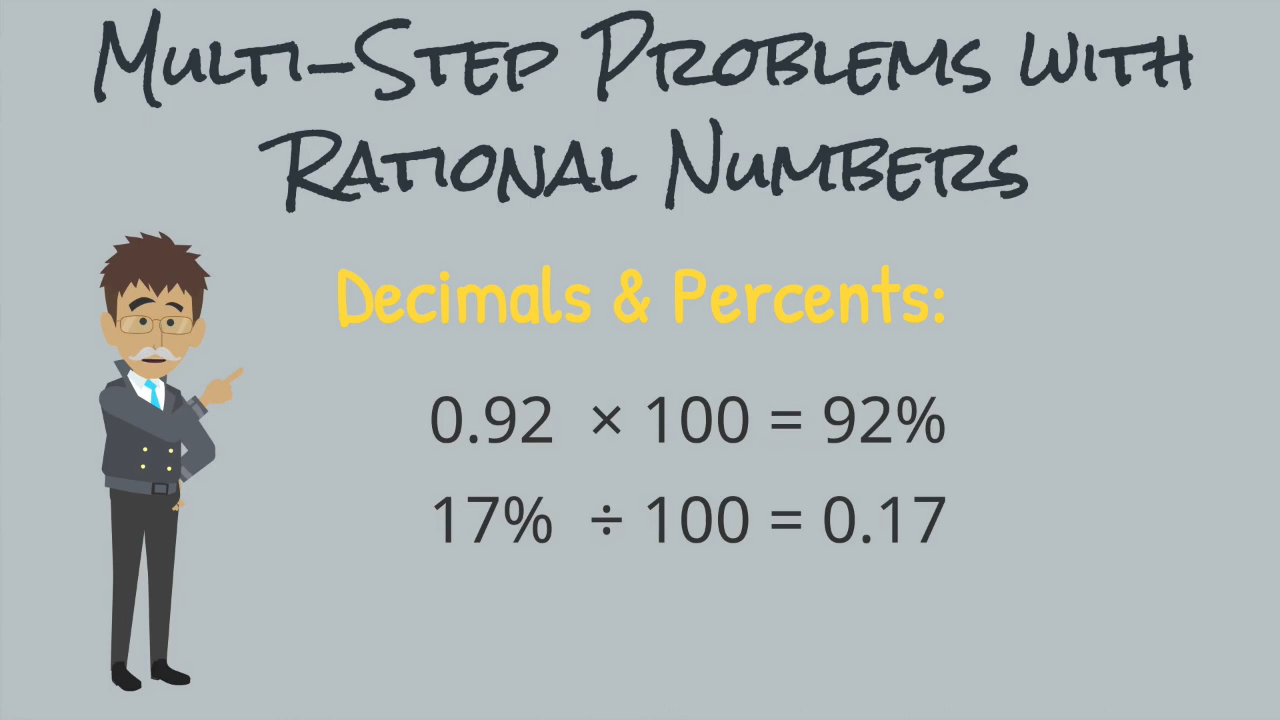 Multi-Step Problems with
Rational Numbers
Decimals & Percents:
0.92 × 100 = 92%
17% ÷ 100 = 0.17